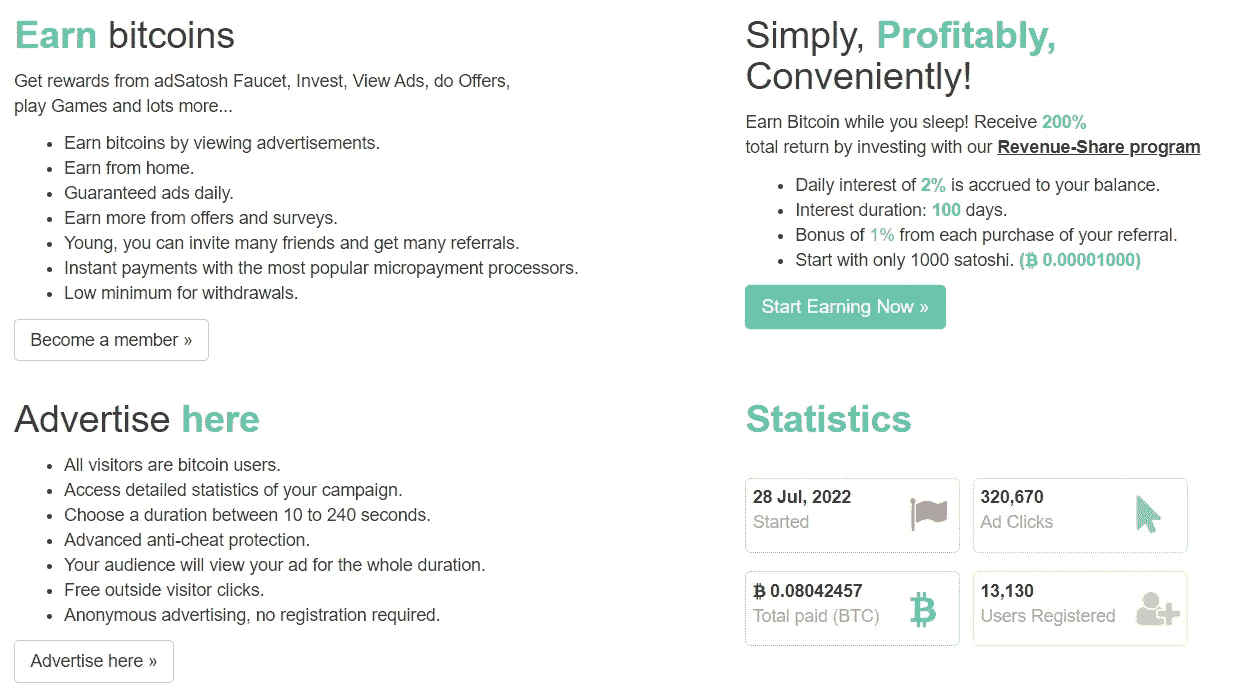 Earn bitcoins
Get rewards from adSatosh Faucet, Invest, View Ads, do Offers,
play Games and lots more...
• Earn bitcoins by viewing advertisements.
• Earn from home.
• Guaranteed ads daily.
• Earn more from offers and surveys.
• Young, you can invite many friends and get many referrals.
• Instant payments with the most popular micropayment processors.
• Low minimum for withdrawals.
Become a member »
Simply, Profitably,
Conveniently!
Earn Bitcoin while you sleep! Receive 200%
total return by investing with our Revenue-Share program
• Daily interest of 2% is accrued to your balance.
• Interest duration: 100 days.
• Bonus of 1% from each purchase of your referral.
• Start with only 1000 satoshi. (₿ 0.00001000)
Start Earning Now »
Advertise here
• All visitors are bitcoin users.
• Access detailed statistics of your campaign.
• Choose a duration between 10 to 240 seconds.
• Advanced anti-cheat protection.
• Your audience will view your ad for the whole duration.
• Free outside visitor clicks.
• Anonymous advertising, no registration required.
Advertise here »
Statistics
28 Jul, 2022
Started
320,670
Ad Clicks
₿ 0.08042457
Total paid (BTC)
13,130
Users Registered